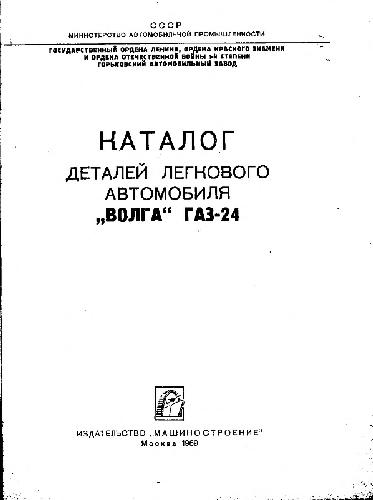 СССР
МИНИСТЕРСТВО АВТОМОБИЛЬНОЙ ПРОМЫШЛЕННОСТИ
ГОСУДАРСТВЕННЫЙ ОРДЕНА ЛЕНИНА, ОРДЕНА КРАСНОГО ЗНАМЕНИ
И ОРДЕНА ОТЕЧЕСТВЕННОЙ ВОЙНЫ I-Й СТЕПЕНИ
ГОРЬКОВСКИЙ АВТОМОБИЛЬНЫЙ ЗАВОД
КАТАЛОГ
ДЕТАЛЕЙ ЛЕГКОВОГО
АВТОМОБИЛЯ
„ВОЛГА“ ГАЗ-24
ИЗДАТЕЛЬСТВО „МАШИНОСТРОЕНИЕ“
Москва 1969